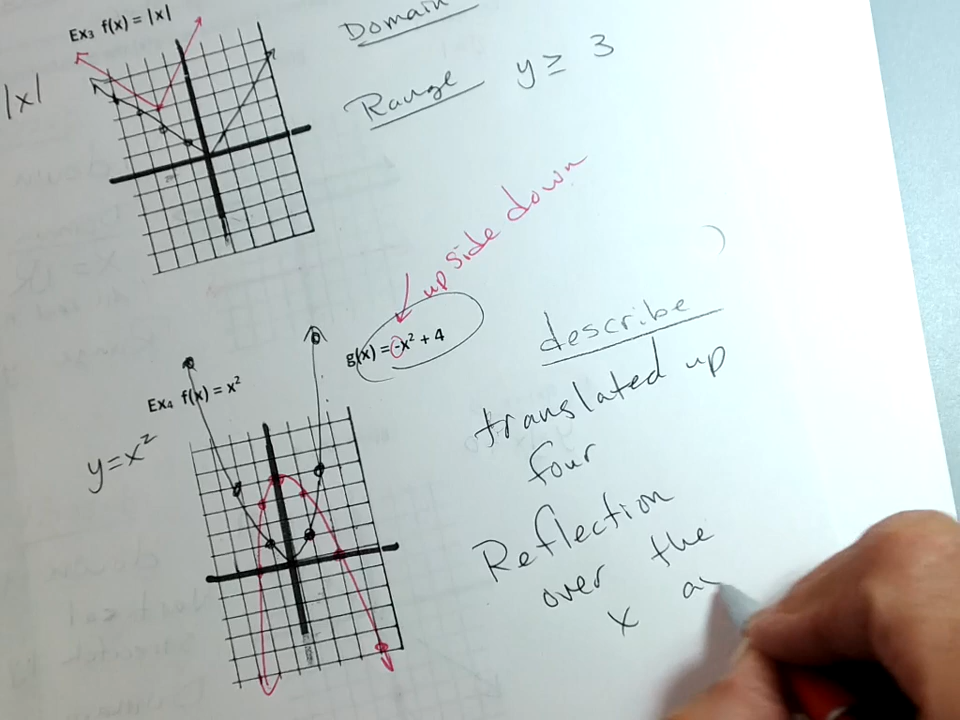 Ex₃ f(x) = |x|
Domain
|x|
Range y ≥ 3
upside down
g(x) = -x² + 4
describe
Ex₄ f(x) = x²
translated up
y = x²
four
Reflection
over the
x